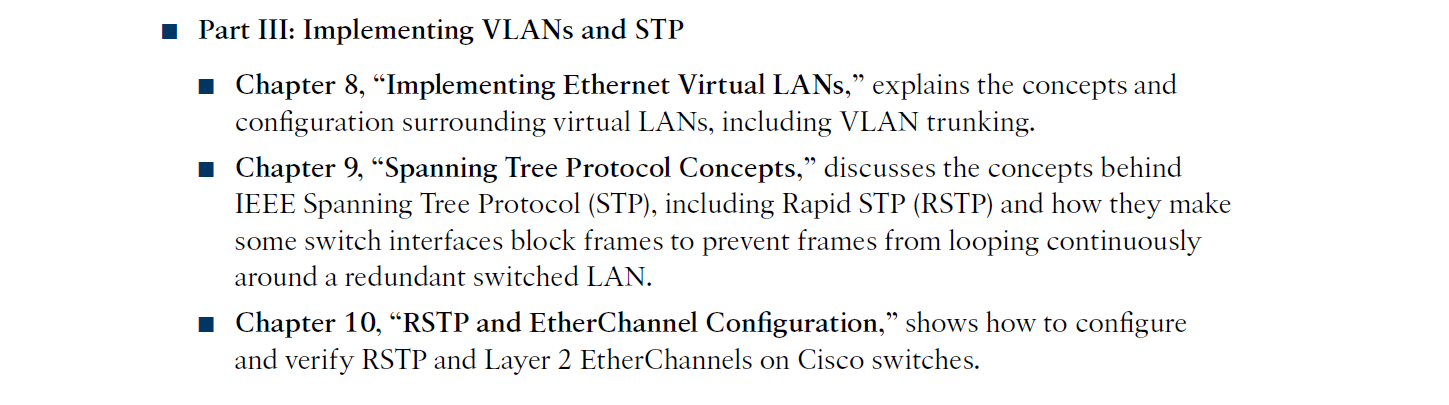 ■ Part III: Implementing VLANs and STP
■ Chapter 8, “Implementing Ethernet Virtual LANs,” explains the concepts and
configuration surrounding virtual LANs, including VLAN trunking.
■ Chapter 9, “Spanning Tree Protocol Concepts,” discusses the concepts behind
IEEE Spanning Tree Protocol (STP), including Rapid STP (RSTP) and how they make
some switch interfaces block frames to prevent frames from looping continuously
around a redundant switched LAN.
■ Chapter 10, “RSTP and EtherChannel Configuration,” shows how to configure
and verify RSTP and Layer 2 EtherChannels on Cisco switches.